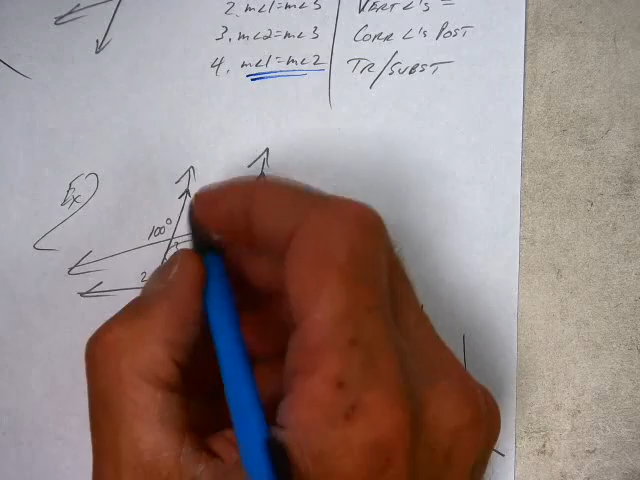 2. m∠1=m∠3 VERT ∠'s =
3. m∠2=m∠3 CORR ∠'s POST
4. m∠1=m∠2 TR/SUBST
Ex
100°
2